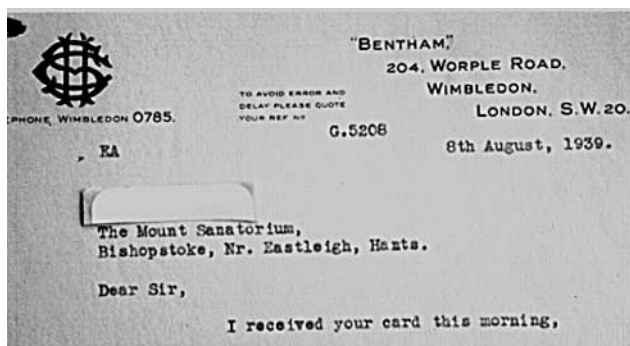 "BENTHAM,"
204, WORPLE ROAD,
WIMBLEDON,
LONDON, S.W. 20.
EPHONE, WIMBLEDON 0785.
TO AVOID ERROR AND
DELAY PLEASE QUOTE
YOUR REF Nº
G.5208
8th August, 1939.
EA
The Mount Sanatorium,
Bishopstoke, Nr. Eastleigh, Hants.
Dear Sir,
I received your card this morning,